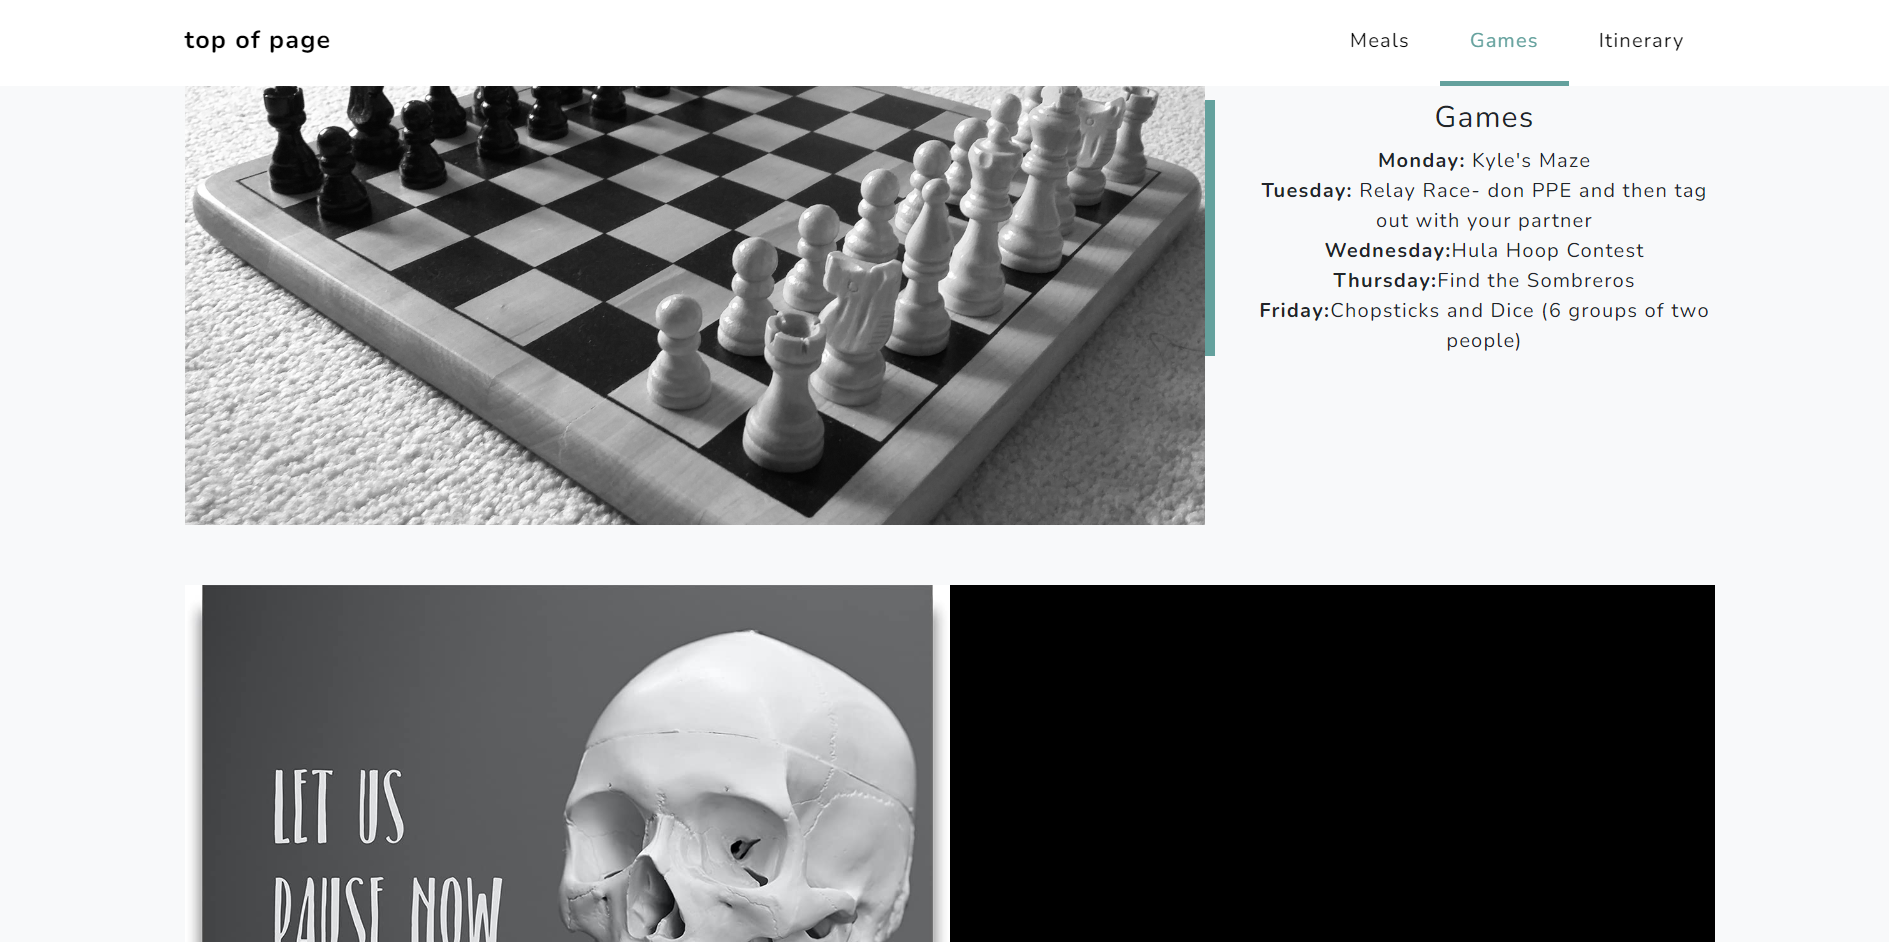 top of page
Meals
Games
Itinerary
Games
Monday: Kyle's Maze
Tuesday: Relay Race- don PPE and then tag
out with your partner
Wednesday:Hula Hoop Contest
Thursday:Find the Sombreros
Friday:Chopsticks and Dice (6 groups of two
people)
LET US
PAUSE NOW